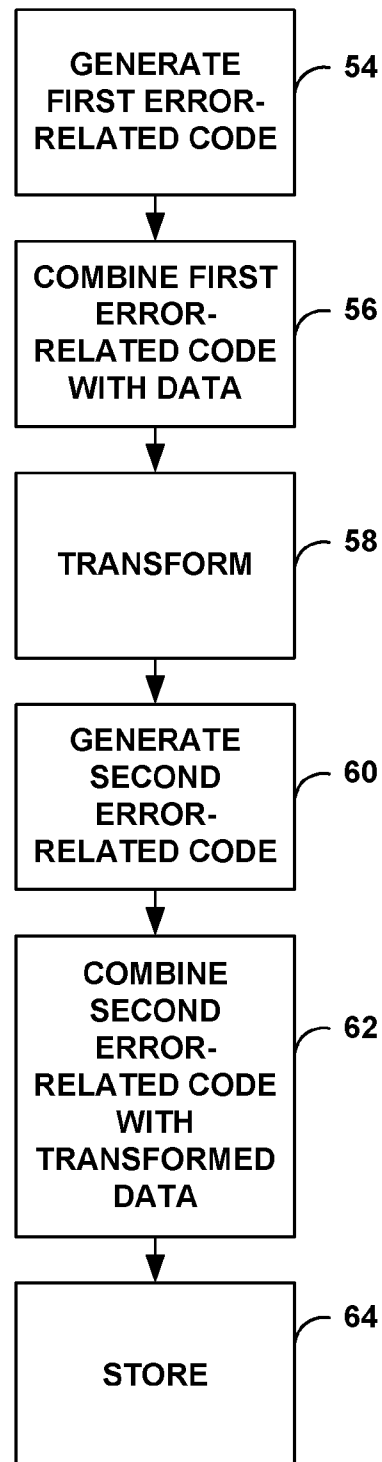 GENERATE
FIRST ERROR-
RELATED CODE
54
COMBINE FIRST
ERROR-
RELATED CODE
WITH DATA
56
TRANSFORM
58
GENERATE
SECOND
ERROR-
RELATED CODE
60
COMBINE
SECOND
ERROR-
RELATED CODE
WITH
TRANSFORMED
DATA
62
STORE
64